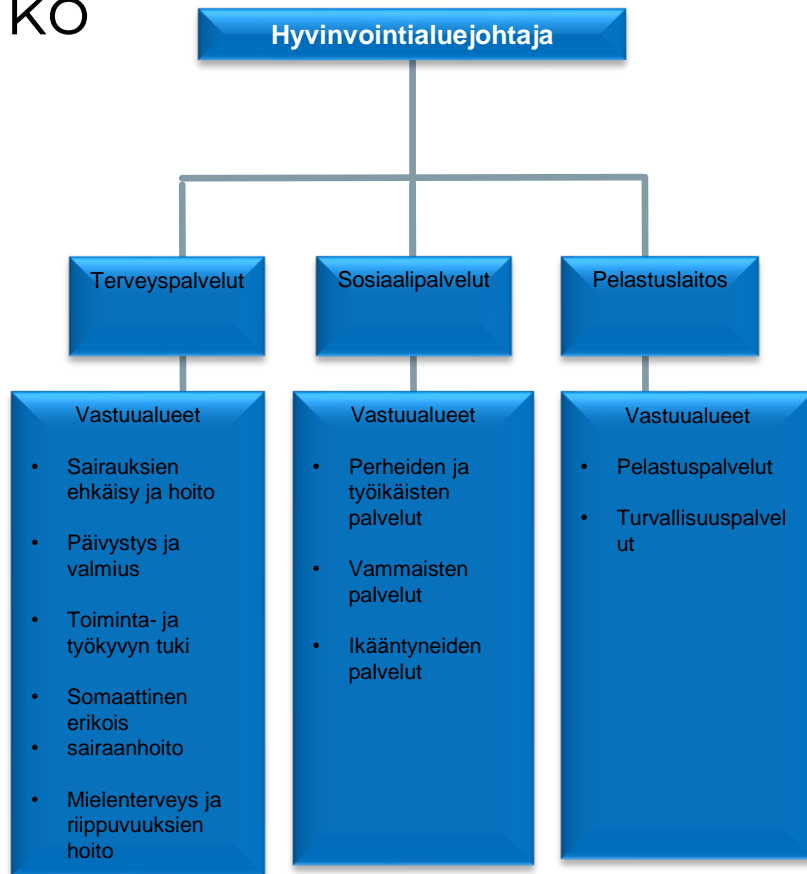 KO
Hyvinvointialuejohtaja
Terveyspalvelut
Sosiaalipalvelut
Pelastuslaitos
Vastuualueet
• Sairauksien
ehkäisy ja hoito
• Päivystys ja
valmius
• Toiminta- ja
työkyvyn tuki
• Somaattinen
erikois
• sairaanhoito
• Mielenterveys ja
riippuvuuksien
hoito
Vastuualueet
• Perheiden ja
työikäisten
palvelut
• Vammaisten
palvelut
• Ikääntyneiden
palvelut
Vastuualueet
• Pelastuspalvelut
• Turvallisuuspalvel
ut